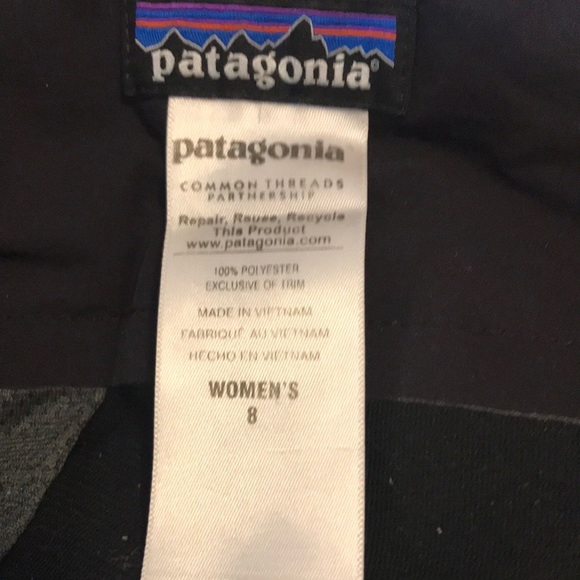 patagonia®
patagonia
COMMON THREADS
PARTNERSHIP
Repair, Reuse, Recycle
This Product
www.patagonia.com
100% POLYESTER
EXCLUSIVE OF TRIM
MADE IN VIETNAM
FABRIQUÉ AU VIETNAM
HECHO EN VIETNAM
WOMEN'S
8